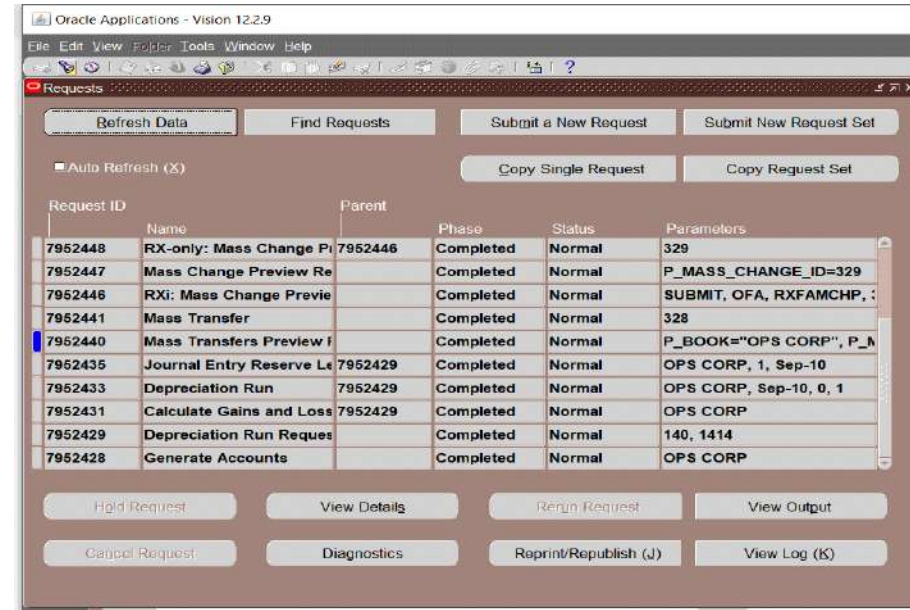 Oracle Applications - Vision 12.2.9
File Edit View Folder Tools Window Help
Requests
Refresh Data Find Requests Submit a New Request Submit New Request Set
Auto Refresh (X) Copy Single Request Copy Request Set
Request ID Parent
Name Phase Status Parameters
7952448 RX-only: Mass Change Pr 7952446 Completed Normal 329
7952447 Mass Change Preview Re Completed Normal P_MASS_CHANGE_ID=329
7952446 RXi: Mass Change Previe Completed Normal SUBMIT, OFA, RXFAMCHP,
7952441 Mass Transfer Completed Normal 328
7952440 Mass Transfers Preview Completed Normal P_BOOK="OPS CORP",
7952435 Journal Entry Reserve Le 7952429 Completed Normal OPS CORP, 1, Sep-10
7952433 Depreciation Run 7952429 Completed Normal OPS CORP, Sep-10, 0, 1
7952431 Calculate Gains and Loss 7952429 Completed Normal OPS CORP
7952429 Depreciation Run Reques Completed Normal 140, 1414
7952428 Generate Accounts Completed Normal OPS CORP
Hold Request View Details Rerun Request View Output
Cancel Request Diagnostics Reprint/Republish (J) View Log (K)